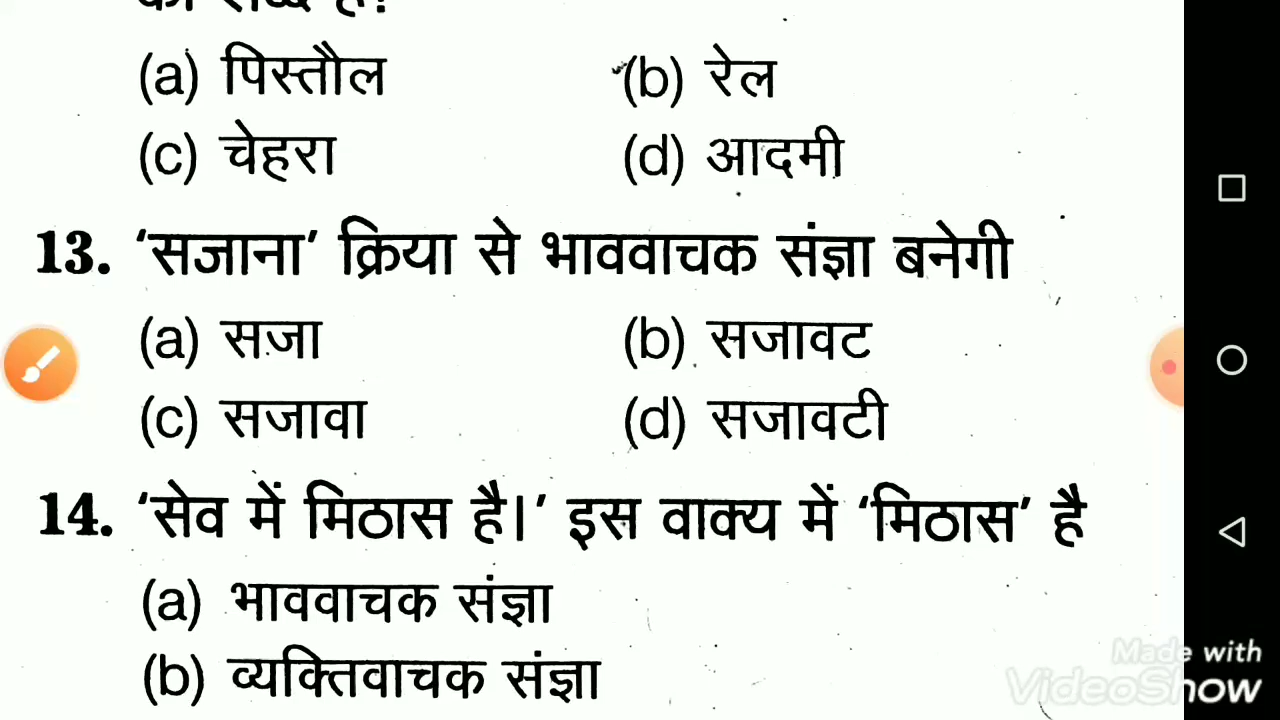 (a) पिस्तौल (b) रेल
(c) चेहरा (d) आदमी
13. ‘सजाना’ क्रिया से भाववाचक संज्ञा बनेगी
(a) सजा (b) सजावट
(c) सजावा (d) सजावटी
14. ‘सेव में मिठास है।’ इस वाक्य में ‘मिठास’ है
(a) भाववाचक संज्ञा
(b) व्यक्तिवाचक संज्ञा
Made with
VideoShow